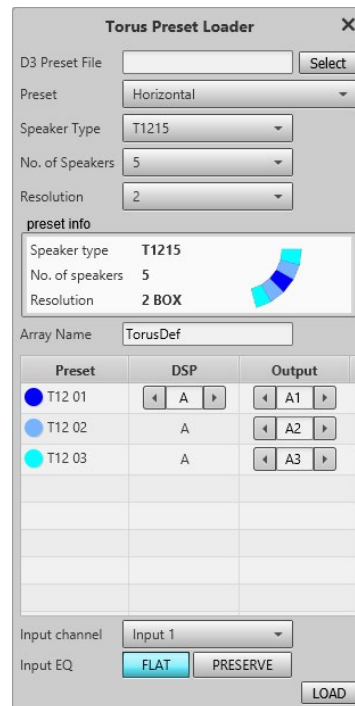 Torus Preset Loader ×
D3 Preset File Select
Preset Horizontal
Speaker Type T1215
No. of Speakers 5
Resolution 2
preset info
Speaker type T1215
No. of speakers 5
Resolution 2 BOX
Array Name TorusDef
Preset DSP Output
T12 01 A A1
T12 02 A A2
T12 03 A A3
Input channel Input 1
Input EQ FLAT PRESERVE
LOAD